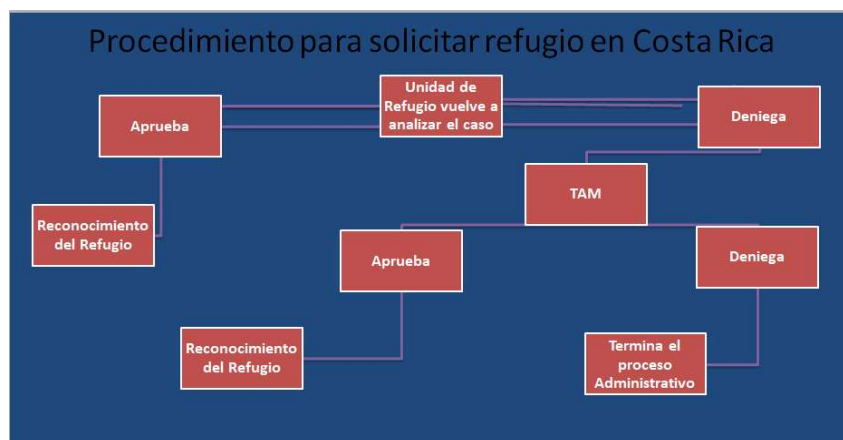 Procedimiento para solicitar refugio en Costa Rica
Unidad de
Refugio vuelve a
analizar el caso
Aprueba
Deniega
TAM
Reconocimiento
del Refugio
Aprueba
Deniega
Reconocimiento
del Refugio
Termina el
proceso
Administrativo